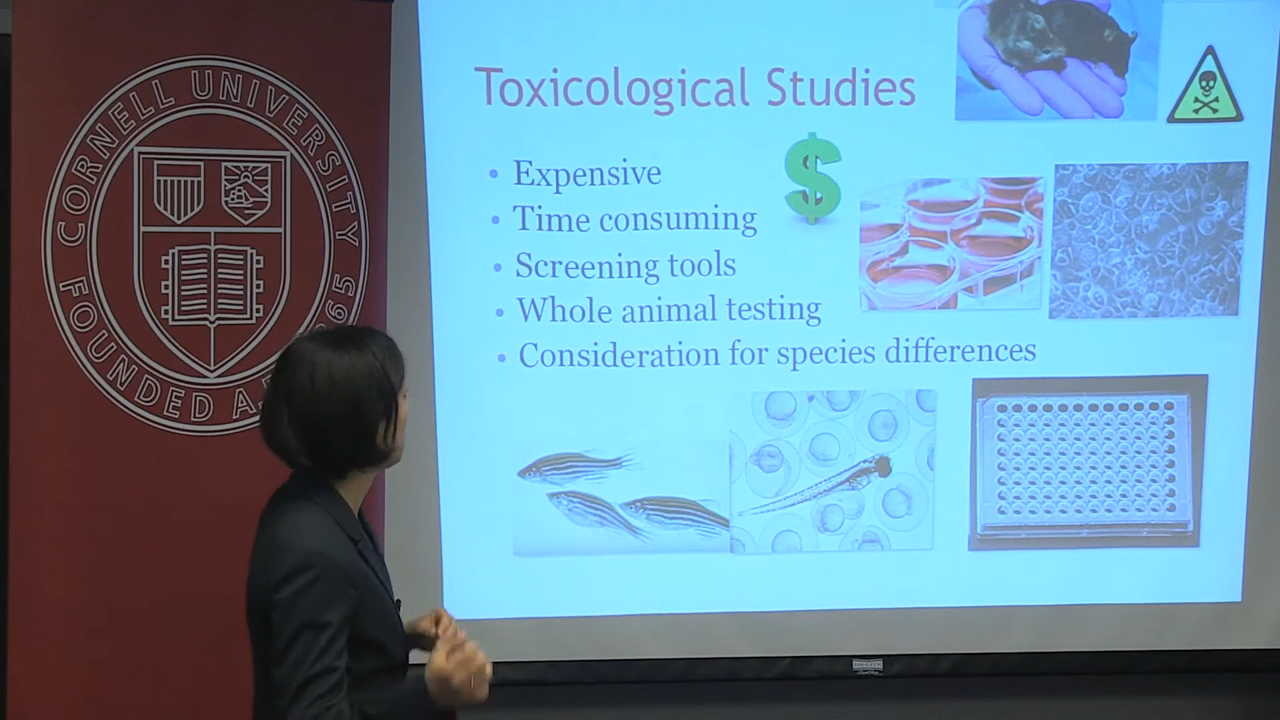 CORNELL UNIVERSITY
FOUNDED A
Toxicological Studies
$
• Expensive
• Time consuming
• Screening tools
• Whole animal testing
• Consideration for species differences